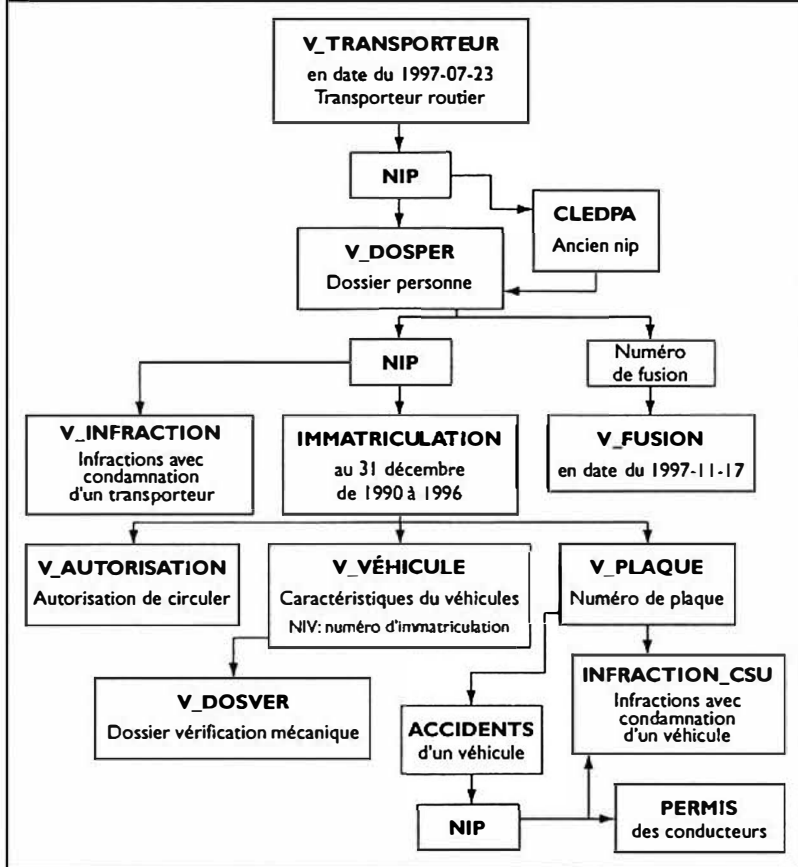 V_TRANSPORTEUR
en date du 1997-07-23
Transporteur routier
NIP
CLEDPA
Ancien nip
V_DOSPER
Dossier personne
NIP
Numéro
de fusion
V_INFRACTION
Infractions avec
condamnation
d'un transporteur
IMMATRICULATION
au 31 décembre
de 1990 à 1996
V_FUSION
en date du 1997-11-17
V_AUTORISATION
Autorisation de circuler
V_VÉHICULE
Caractéristiques du véhicules
NIV: numéro d'immatriculation
V_PLAQUE
Numéro de plaque
V_DOSVER
Dossier vérification mécanique
ACCIDENTS
d'un véhicule
INFRACTION_CSU
Infractions avec
condamnation
d'un véhicule
NIP
PERMIS
des conducteurs